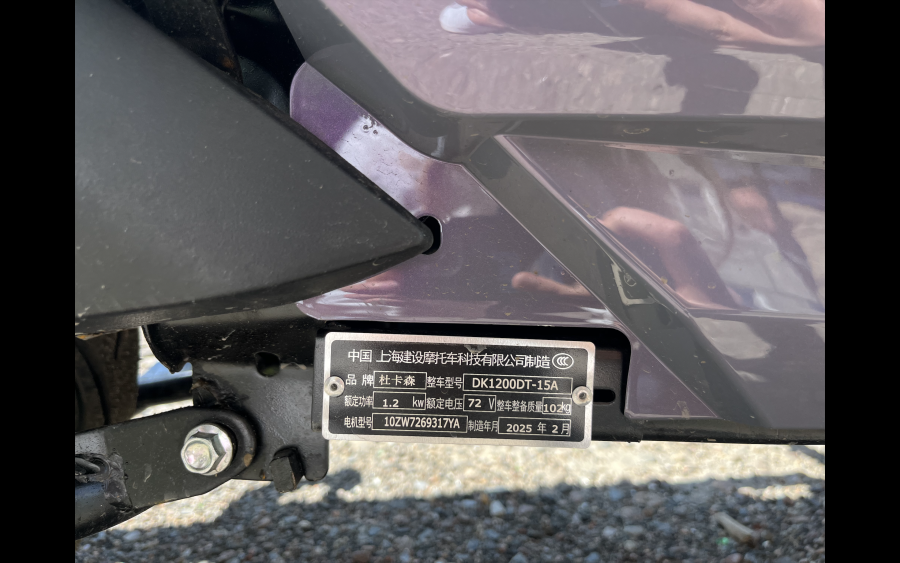 中国 上海建设摩托车科技有限公司制造 CCC
品牌 杜卡森 整车型号 DK1200DT-15A
额定功率 1.2 kw 额定电压 72 V 整车整备质量 102kg
电机型号 10ZW7269317YA 制造年月 2025 年 2 月